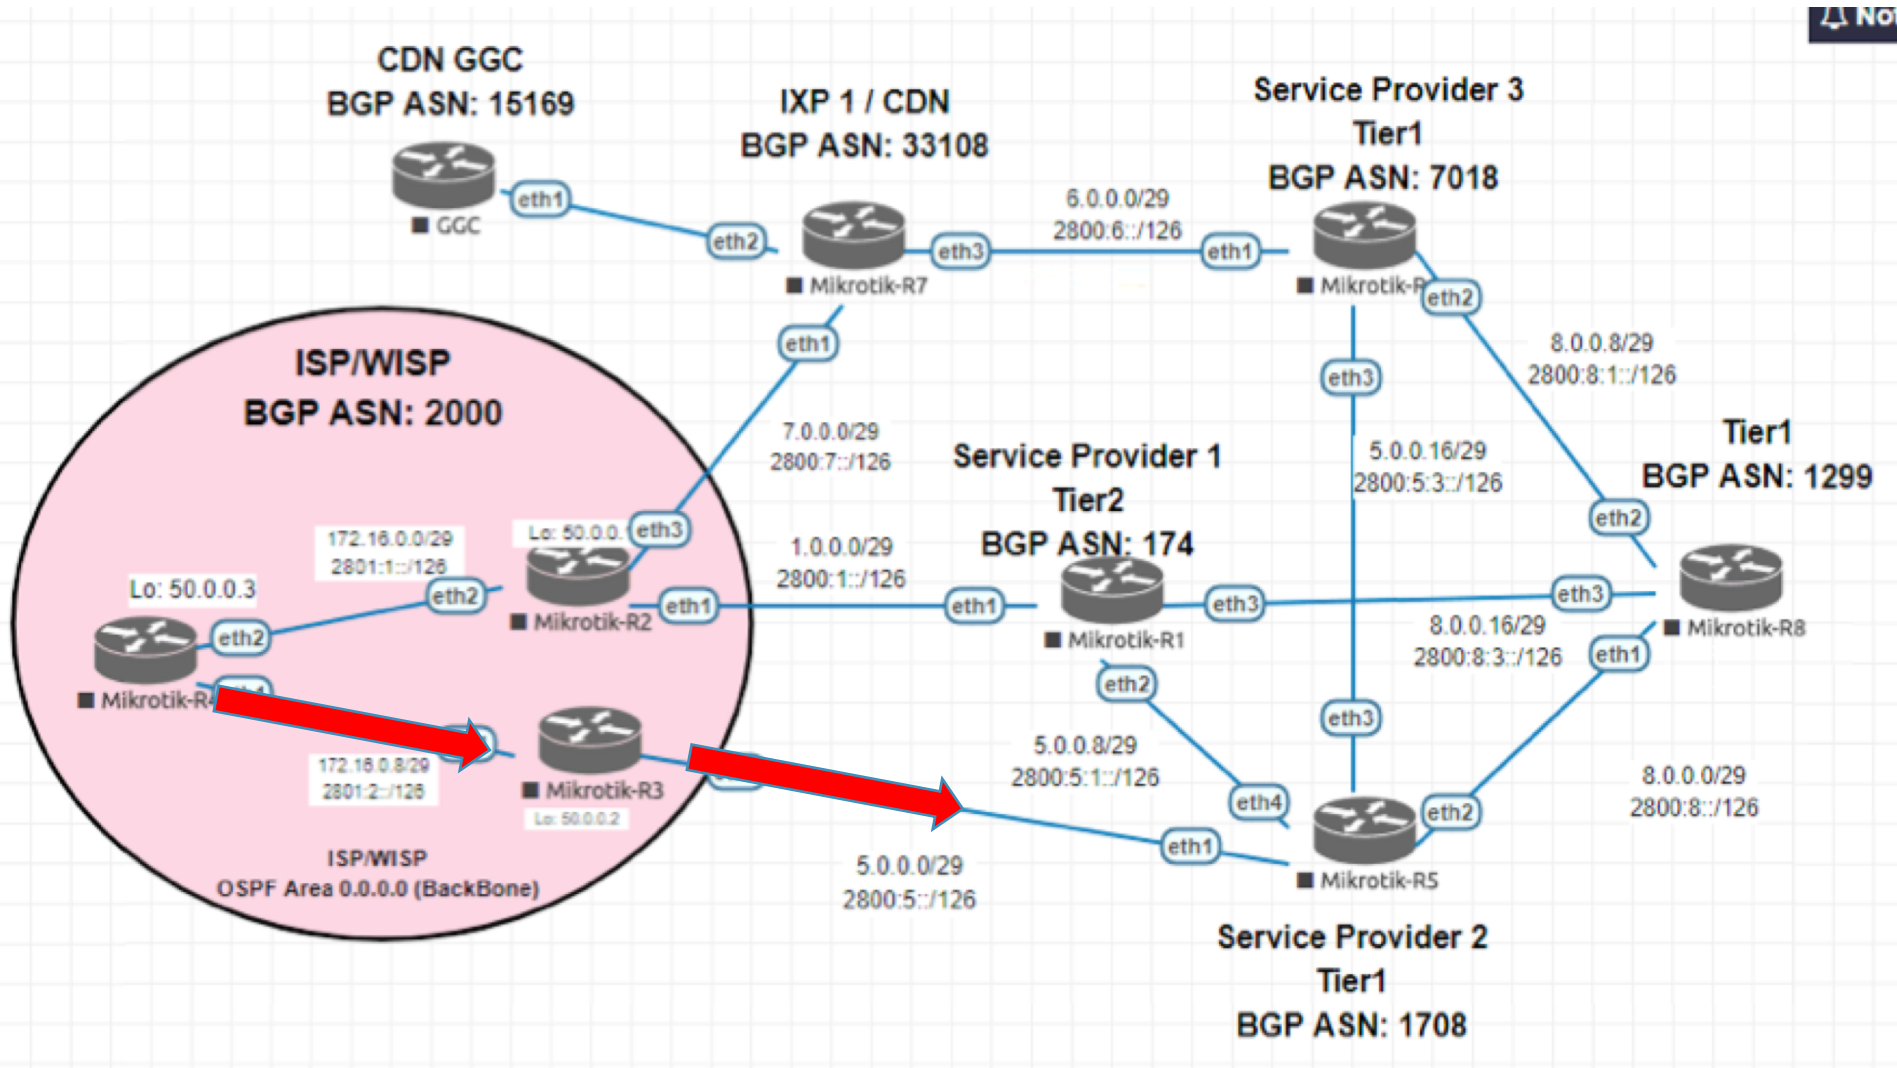 CDN GGC
BGP ASN: 15169
eth1
GGC
IXP 1 / CDN
BGP ASN: 33108
eth2
eth3
Mikrotik-R7
eth1
6.0.0.0/29
2800:6::/126
Service Provider 3
Tier1
BGP ASN: 7018
eth1
Mikrotik-R
eth2
eth3
8.0.0.8/29
2800:8:1::/126
ISP/WISP
BGP ASN: 2000
7.0.0.0/29
2800:7::/126
5.0.0.16/29
2800:5:3::/126
Tier1
BGP ASN: 1299
eth2
172.16.0.0/29
2801:1::/126
Lo: 50.0.0.
eth3
Lo: 50.0.0.3
eth2
eth2
Mikrotik-R2
eth1
1.0.0.0/29
2800:1::/126
Service Provider 1
Tier2
BGP ASN: 174
eth1
eth3
Mikrotik-R1
eth2
eth3
8.0.0.16/29
2800:8:3::/126
Mikrotik-R8
eth1
Mikrotik-R
172.16.0.8/29
2801:2::/126
Mikrotik-R3
Lo: 50.0.0.2
ISP/WISP
OSPF Area 0.0.0.0 (BackBone)
5.0.0.8/29
2800:5:1::/126
eth3
eth4
eth2
8.0.0.0/29
2800:8::/126
5.0.0.0/29
2800:5::/126
eth1
Mikrotik-R5
Service Provider 2
Tier1
BGP ASN: 1708